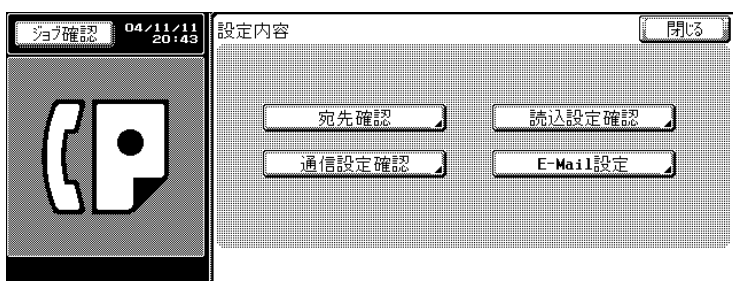 ジョブ確認
04/11/11
20:43
設定内容
閉じる
宛先確認
読込設定確認
通信設定確認
E-Mail設定